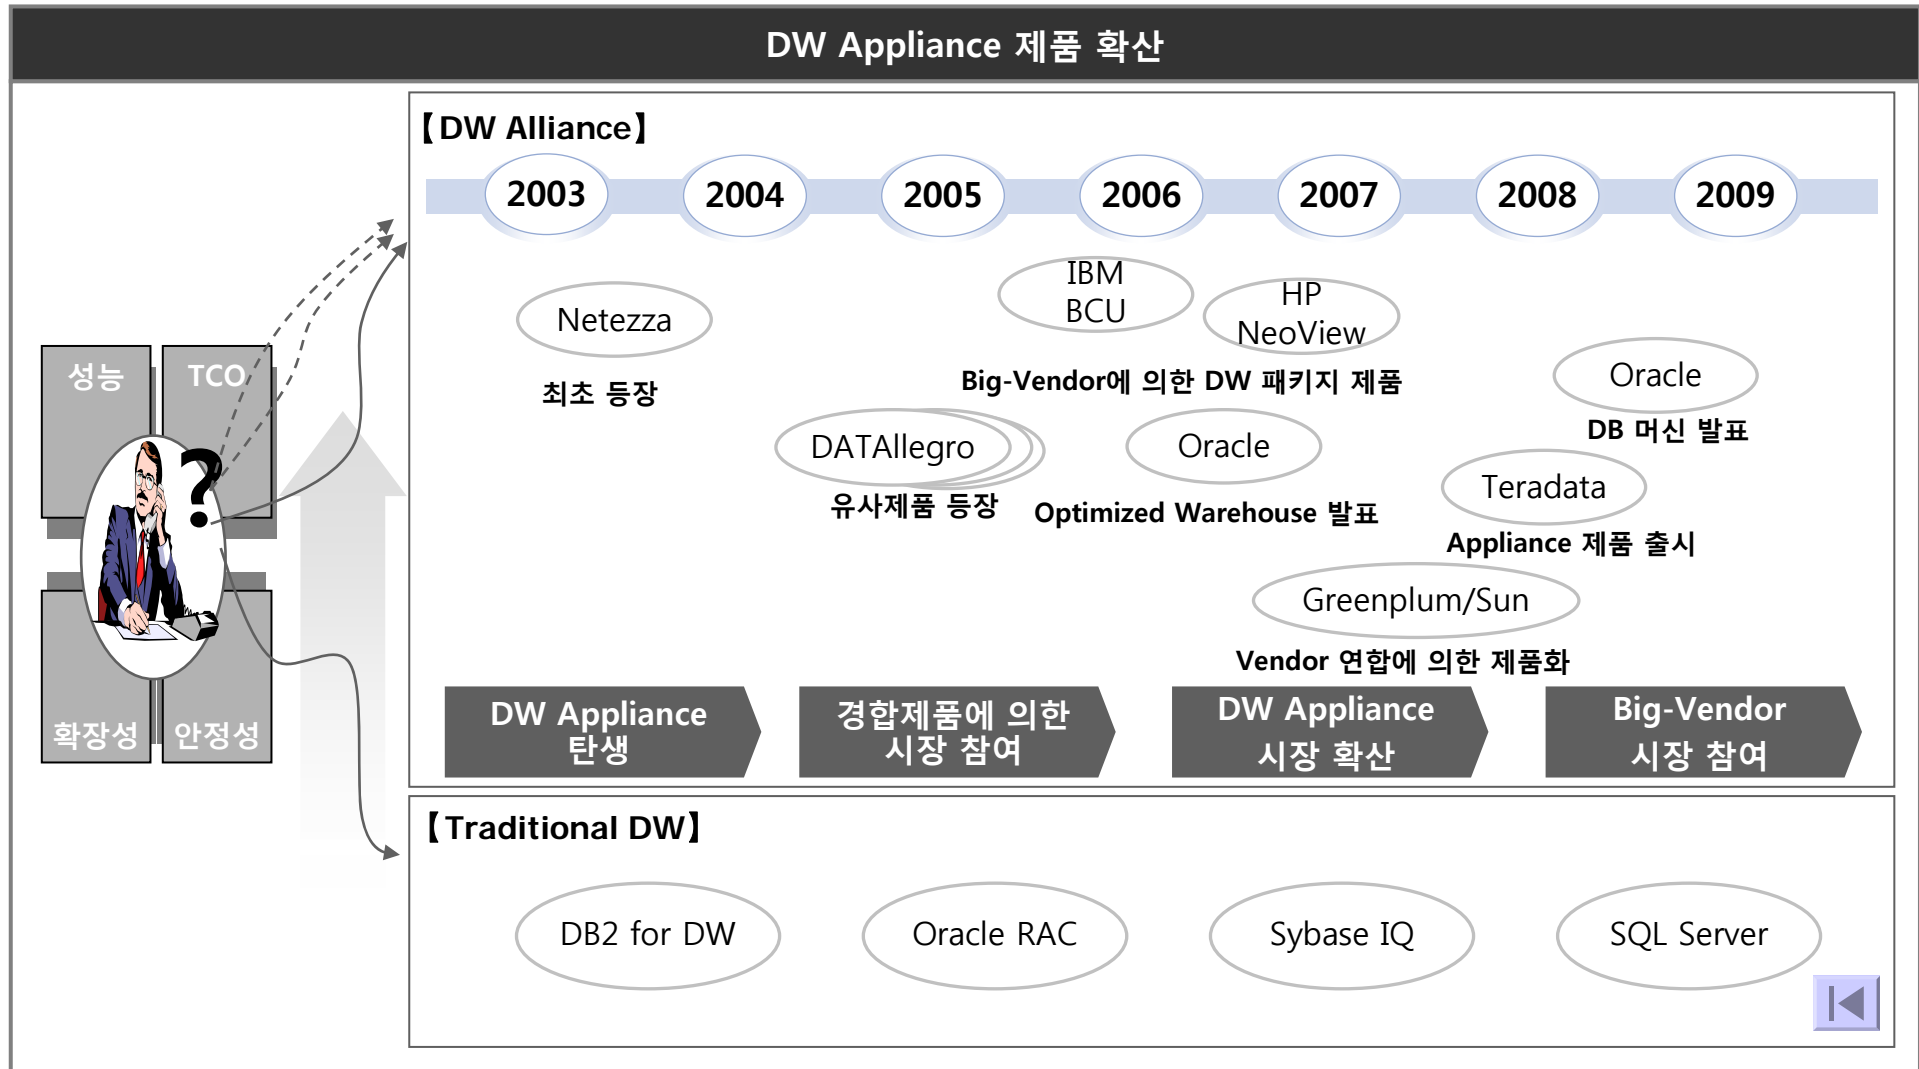 DW Appliance 제품 확산
【DW Alliance】
2003 2004 2005 2006 2007 2008 2009
Netezza
최초 등장
IBM
BCU
HP
NeoView
Big-Vendor에 의한 DW 패키지 제품
DATAllegro
유사제품 등장
Oracle
Optimized Warehouse 발표
Oracle
DB 머신 발표
Teradata
Appliance 제품 출시
Greenplum/Sun
Vendor 연합에 의한 제품화
DW Appliance
탄생
경합제품에 의한
시장 참여
DW Appliance
시장 확산
Big-Vendor
시장 참여
성능
TCO
?
확장성
안정성
【Traditional DW】
DB2 for DW
Oracle RAC
Sybase IQ
SQL Server